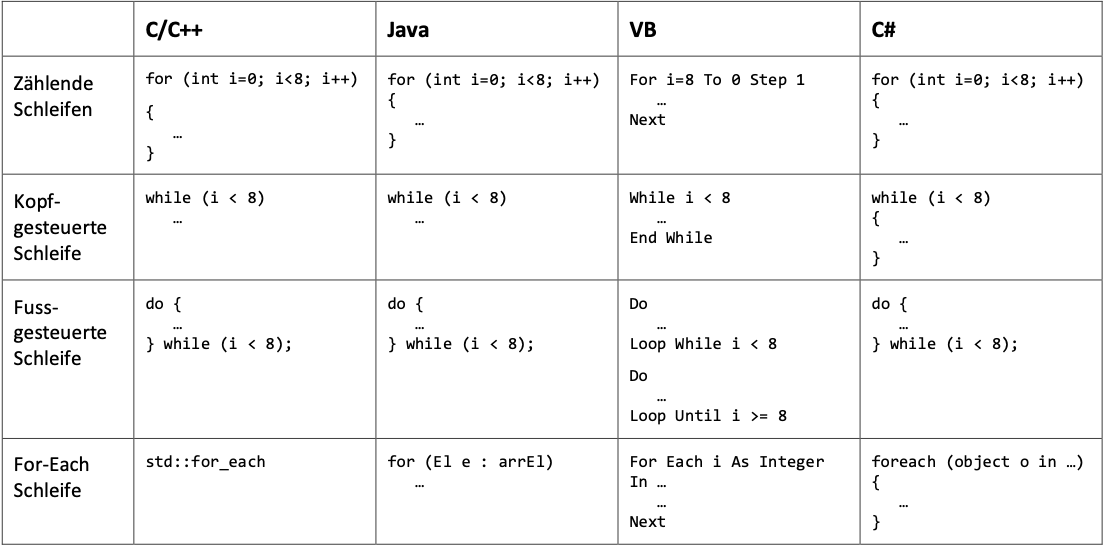 C/C++
Java
VB
C#
Zählende
Schleifen
for (int i=0; i<8; i++)
{
…
}
for (int i=0; i<8; i++)
{
…
}
For i=8 To 0 Step 1
…
Next
for (int i=0; i<8; i++)
{
…
}
Kopf-
gesteuerte
Schleife
while (i < 8)
…
while (i < 8)
…
While i < 8
…
End While
while (i < 8)
{
…
}
Fuss-
gesteuerte
Schleife
do {
…
} while (i < 8);
do {
…
} while (i < 8);
Do
…
Loop While i < 8
Do
…
Loop Until i >= 8
do {
…
} while (i < 8);
For-Each
Schleife
std::for_each
for (El e : arrEl)
…
For Each i As Integer
In …
…
Next
foreach (object o in …)
{
…
}